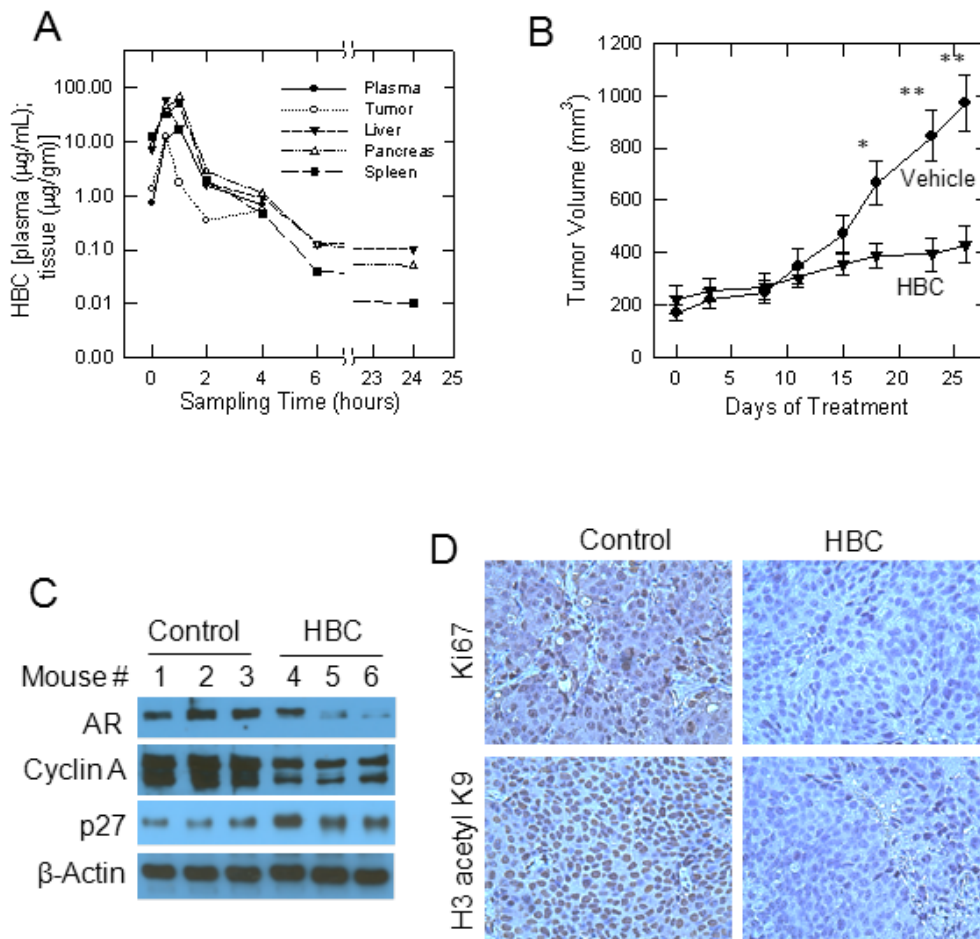 A
HBC [plasma (µg/mL);
tissue (µg/gm)]
100.00
10.00
1.00
0.10
0.01
0.00
Plasma
Tumor
Liver
Pancreas
Spleen
0 2 4 6 23 24 25
Sampling Time (hours)
B
Tumor Volume (mm³)
1200
1000
800
600
400
200
0
*
**
**
Vehicle
HBC
0 5 10 15 20 25
Days of Treatment
C
Control HBC
Mouse # 1 2 3 4 5 6
AR
Cyclin A
p27
β-Actin
D
Control HBC
Ki67
H3 acetyl K9